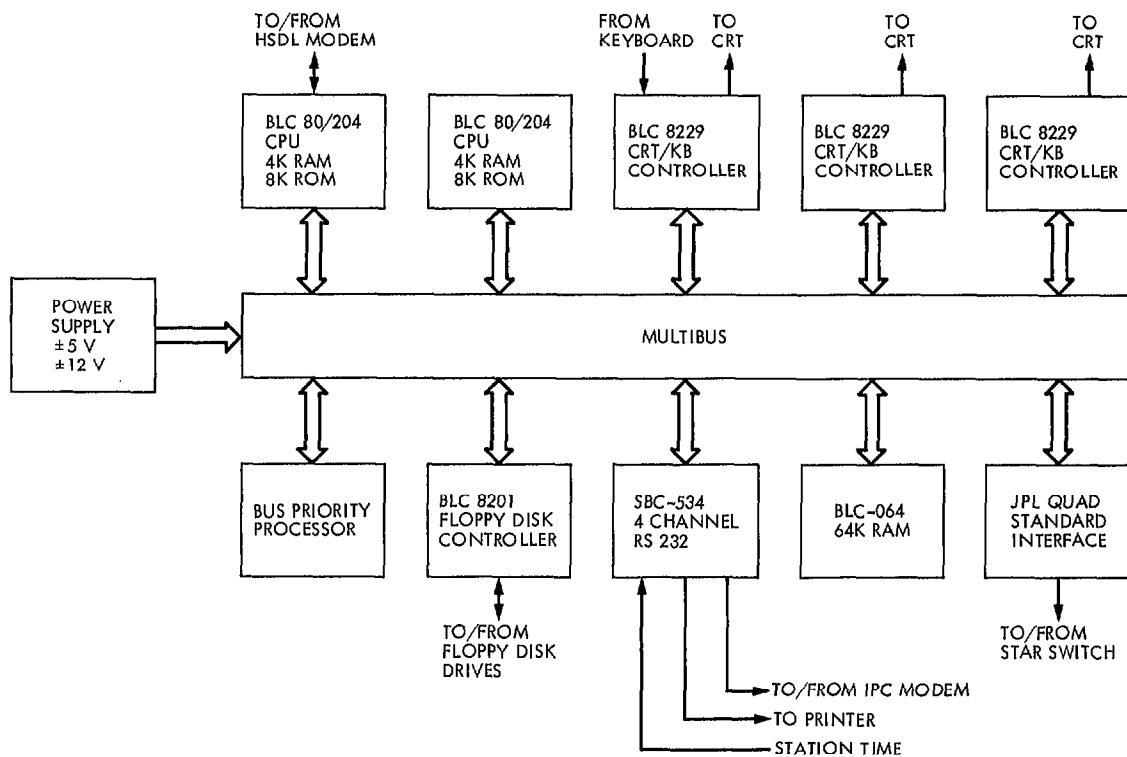 TO/FROM
HSDL MODEM
FROM
KEYBOARD
TO
CRT
TO
CRT
TO
CRT
BLC 80/204
CPU
4K RAM
8K ROM
BLC 80/204
CPU
4K RAM
8K ROM
BLC 8229
CRT/KB
CONTROLLER
BLC 8229
CRT/KB
CONTROLLER
BLC 8229
CRT/KB
CONTROLLER
POWER
SUPPLY
±5 V
±12 V
MULTIBUS
BUS PRIORITY
PROCESSOR
BLC 8201
FLOPPY DISK
CONTROLLER
SBC-534
4 CHANNEL
RS 232
BLC-064
64K RAM
JPL QUAD
STANDARD
INTERFACE
TO/FROM
FLOPPY DISK
DRIVES
TO/FROM
STAR SWITCH
TO/FROM IPC MODEM
TO PRINTER
STATION TIME